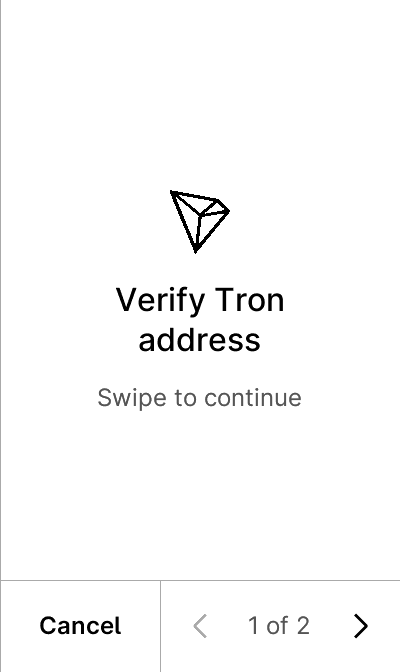 Verify Tron
address
Swipe to continue
Cancel
1 of 2